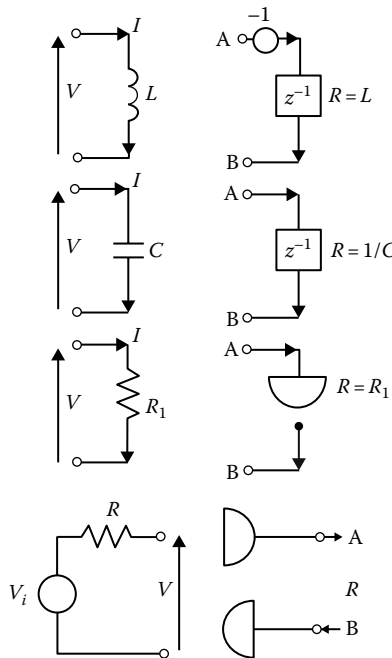 I
V
L
−1
A
z⁻¹
R = L
B
I
V
C
A
z⁻¹
R = 1/C
B
I
V
R₁
A
R = R₁
B
R
Vᵢ
V
A
R
B